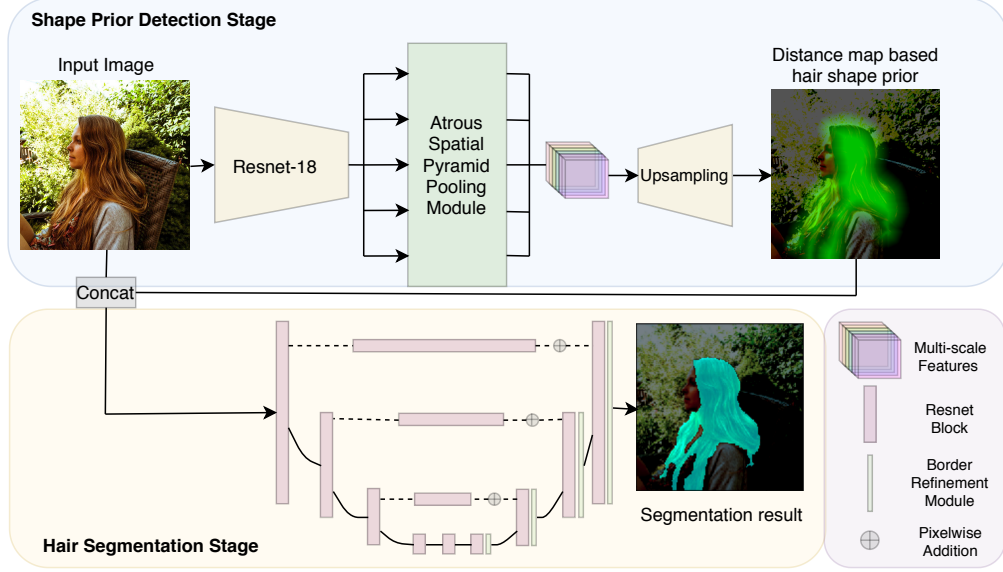 Shape Prior Detection Stage
Input Image
Resnet-18
Atrous
Spatial
Pyramid
Pooling
Module
Upsampling
Distance map based
hair shape prior
Concat
Segmentation result
Hair Segmentation Stage
Multi-scale
Features
Resnet
Block
Border
Refinement
Module
Pixelwise
Addition